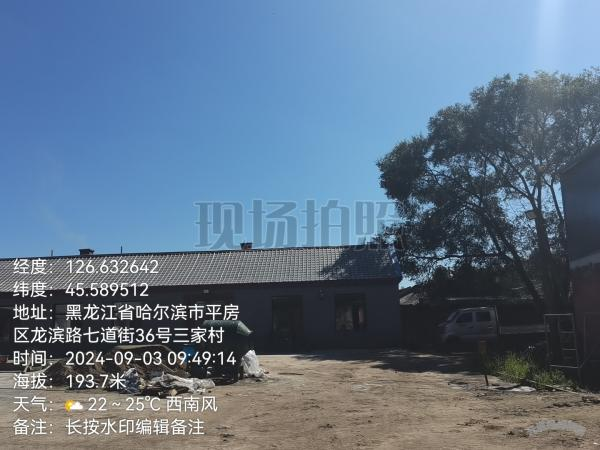 现场拍照
经度：126.632642
纬度：45.589512
地址：黑龙江省哈尔滨市平房
区龙滨路七道街36号三家村
时间：2024-09-03 09:49:14
海拔：193.7米
天气：22～25℃ 西南风
备注：长按水印编辑备注